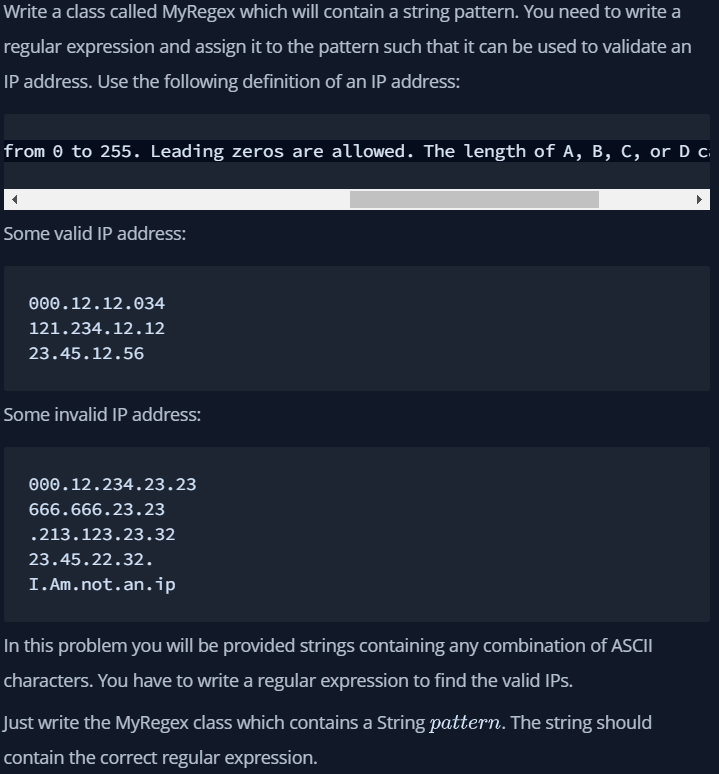 Write a class called MyRegex which will contain a string pattern. You need to write a
regular expression and assign it to the pattern such that it can be used to validate an
IP address. Use the following definition of an IP address:
from 0 to 255. Leading zeros are allowed. The length of A, B, C, or D
Some valid IP address:
000.12.12.034
121.234.12.12
23.45.12.56
Some invalid IP address:
000.12.234.23.23
666.666.23.23
.213.123.23.32
23.45.22.32.
I.Am.not.an.ip
In this problem you will be provided strings containing any combination of ASCII
characters. You have to write a regular expression to find the valid IPs.
Just write the MyRegex class which contains a String pattern. The string should
contain the correct regular expression.